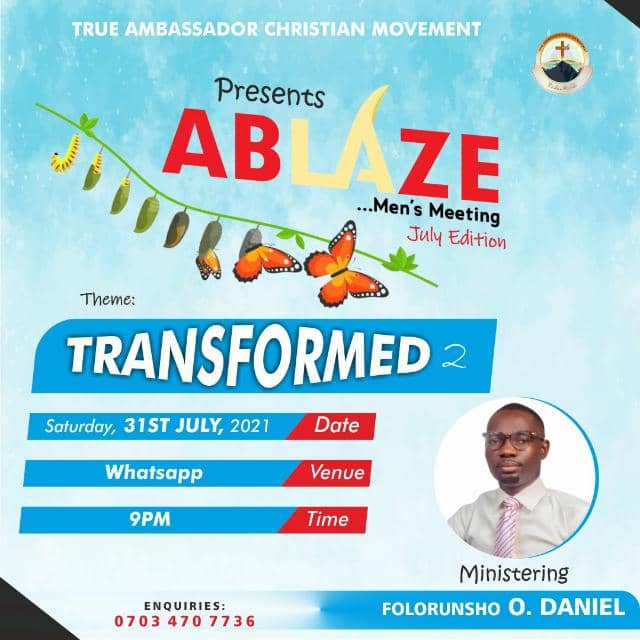 TRUE AMBASSADOR CHRISTIAN MOVEMENT
Presents
ABLAZE
...Men's Meeting
July Edition
Theme:
TRANSFORMED 2
Saturday, 31ST JULY, 2021 Date
Whatsapp Venue
9PM Time
Ministering
FOLORUNSHO O. DANIEL
ENQUIRIES:
0703 470 7736